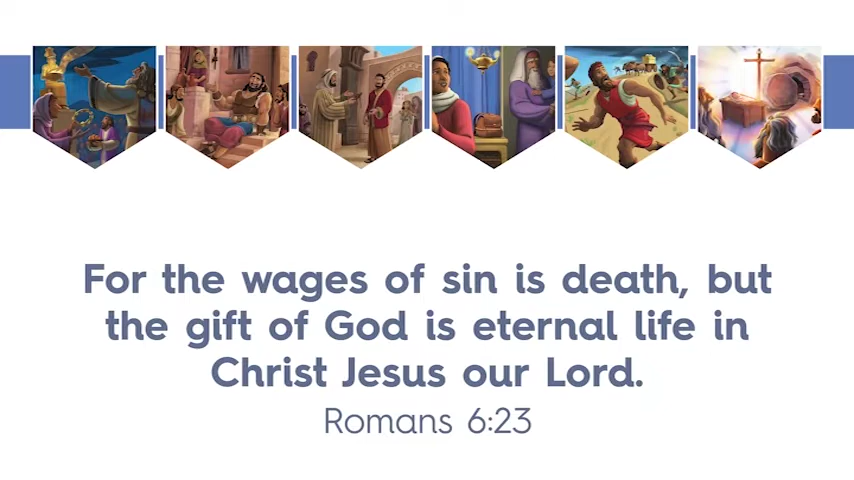 For the wages of sin is death, but
the gift of God is eternal life in
Christ Jesus our Lord.
Romans 6:23